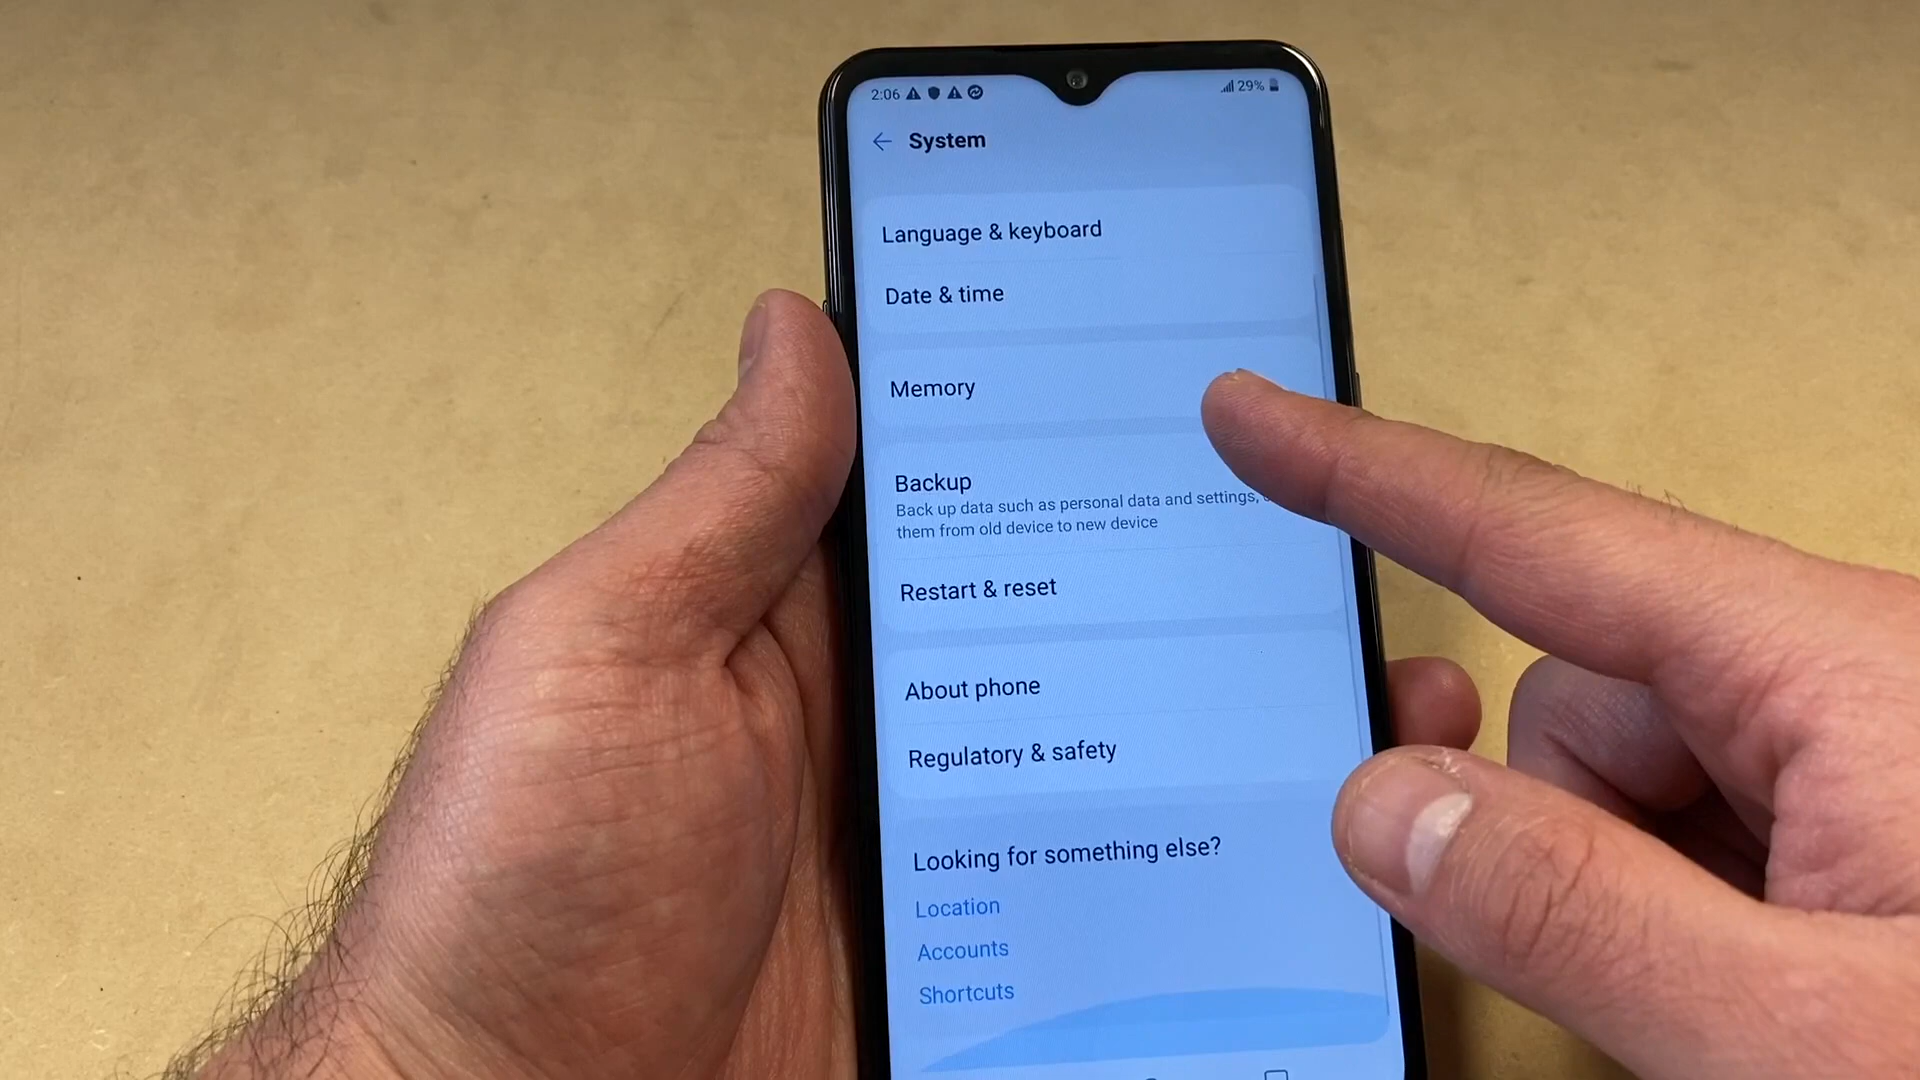 2:06
29%
System
Language & keyboard
Date & time
Memory
Backup
Back up data such as personal data and settings,
them from old device to new device
Restart & reset
About phone
Regulatory & safety
Looking for something else?
Location
Accounts
Shortcuts